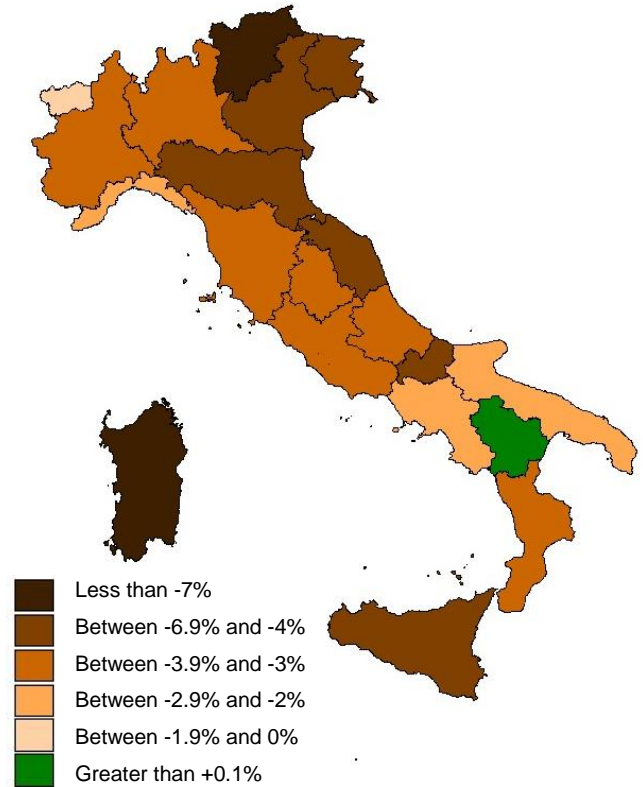 Less than -7%
Between -6.9% and -4%
Between -3.9% and -3%
Between -2.9% and -2%
Between -1.9% and 0%
Greater than +0.1%